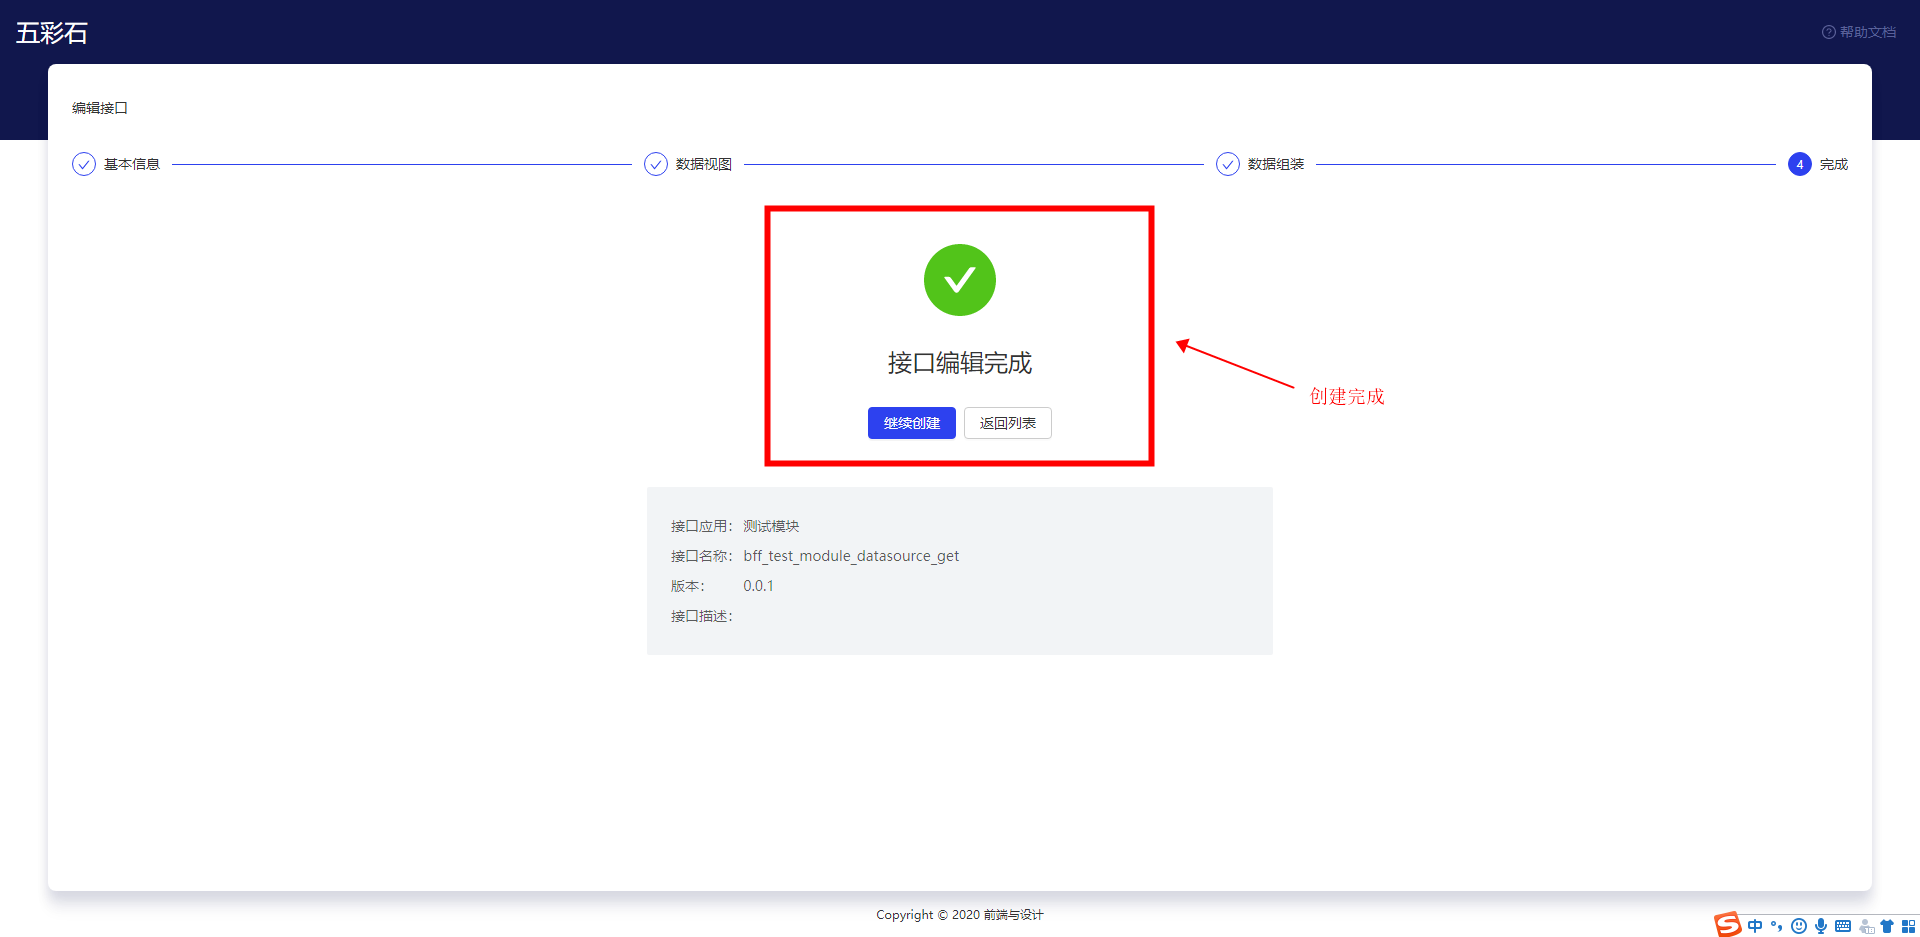 五彩石
帮助文档
编辑接口
基本信息
数据视图
数据组装
4 完成
接口编辑完成
创建完成
继续创建 返回列表
接口应用： 测试模块
接口名称： bff_test_module_datasource_get
版本： 0.0.1
接口描述：
Copyright © 2020 前端与设计
中